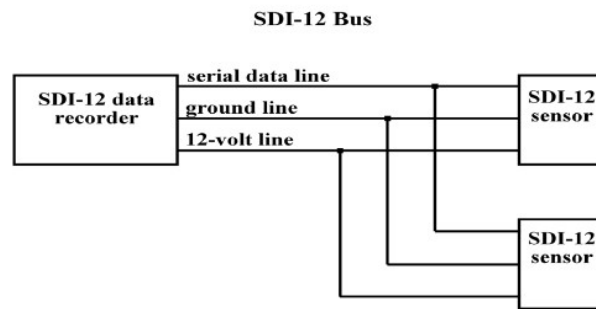 SDI-12 Bus
SDI-12 data
recorder
serial data line
ground line
12-volt line
SDI-12
sensor
SDI-12
sensor